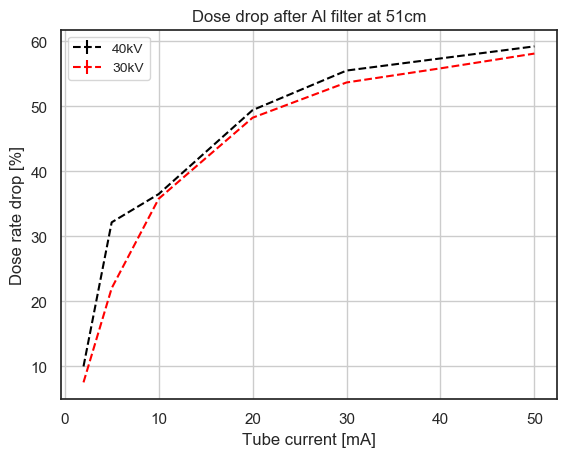 Dose drop after Al filter at 51cm
40kV
30kV
60
50
40
30
20
10
Dose rate drop [%]
0 10 20 30 40 50
Tube current [mA]